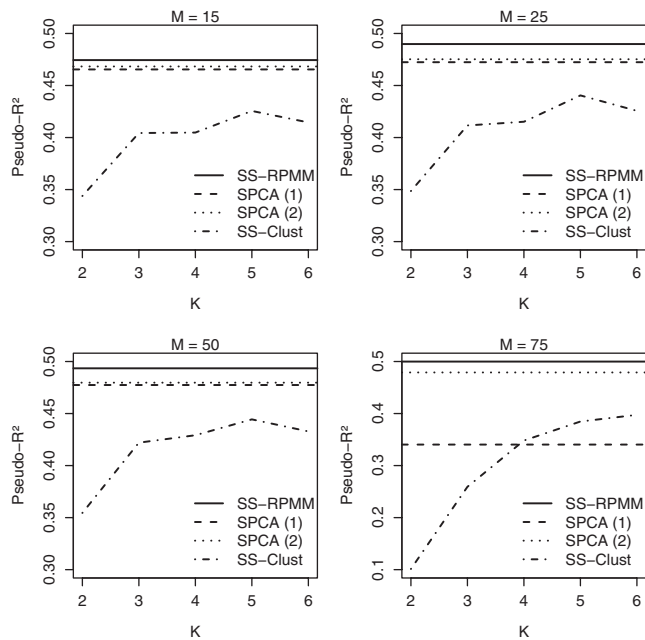 M = 15
Pseudo−R²
0.50
0.45
0.40
0.35
0.30
SS−RPMM
SPCA (1)
SPCA (2)
SS−Clust
2 3 4 5 6
K
M = 25
Pseudo−R²
0.50
0.45
0.40
0.35
0.30
SS−RPMM
SPCA (1)
SPCA (2)
SS−Clust
2 3 4 5 6
K
M = 50
Pseudo−R²
0.50
0.45
0.40
0.35
0.30
SS−RPMM
SPCA (1)
SPCA (2)
SS−Clust
2 3 4 5 6
K
M = 75
Pseudo−R²
0.5
0.4
0.3
0.2
0.1
SS−RPMM
SPCA (1)
SPCA (2)
SS−Clust
2 3 4 5 6
K